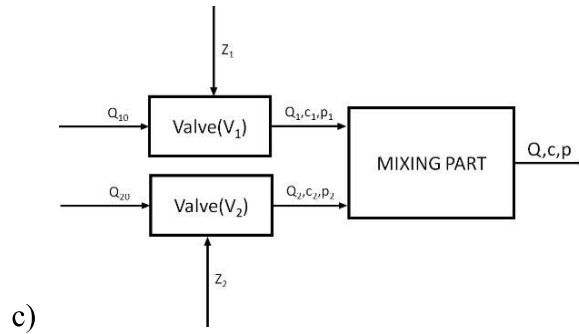 Z₁
Q₁₀
Valve(V₁)
Q₁,c₁,p₁
MIXING PART
Q,c,p
Q₂₀
Valve(V₂)
Q₂,c₂,p₂
Z₂
c)